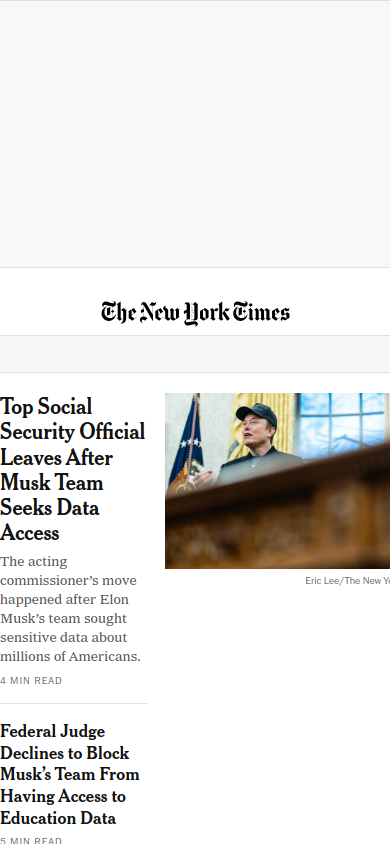 The New York Times
Top Social
Security Official
Leaves After
Musk Team
Seeks Data
Access
The acting
commissioner’s move
happened after Elon
Musk’s team sought
sensitive data about
millions of Americans.
4 MIN READ
Eric Lee/The New Yo
Federal Judge
Declines to Block
Musk’s Team From
Having Access to
Education Data
5 MIN READ